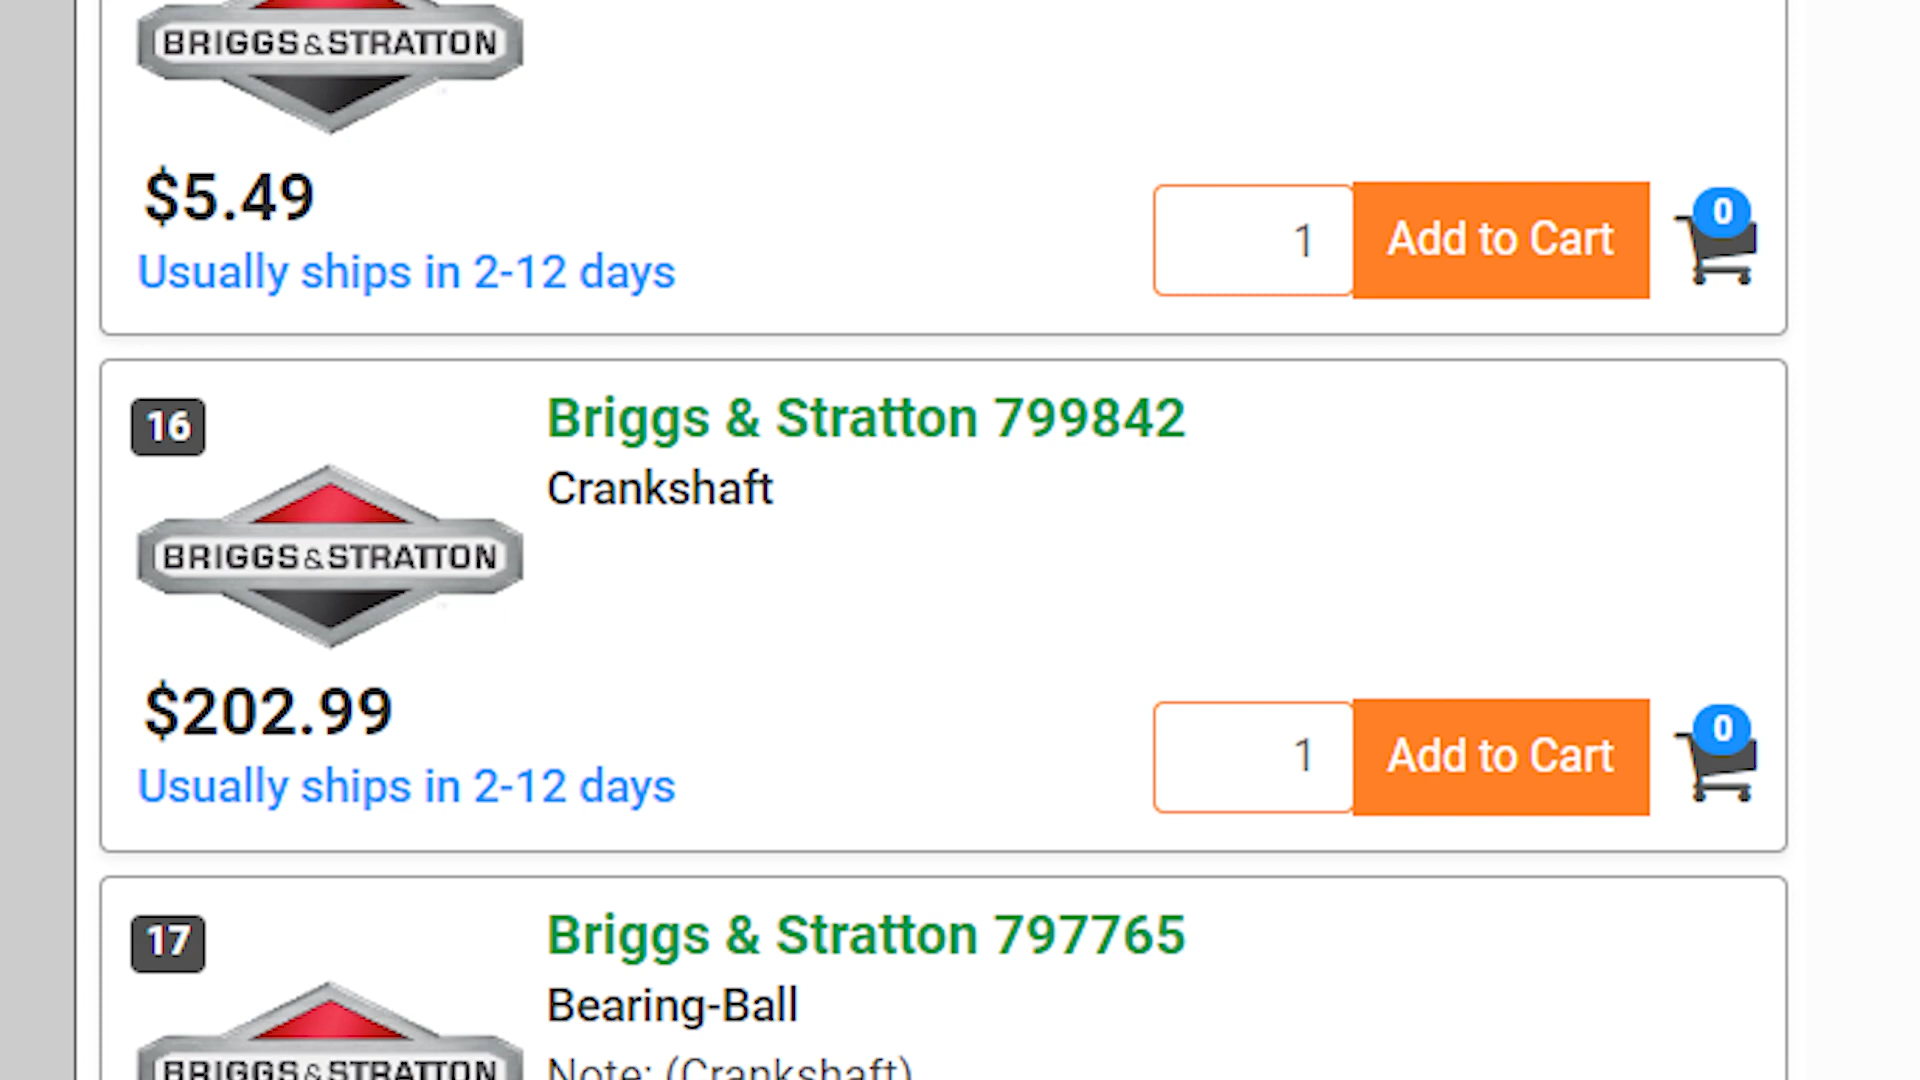 BRIGGS&STRATTON
$5.49
Usually ships in 2-12 days
1
Add to Cart
0
16
Briggs & Stratton 799842
Crankshaft
BRIGGS&STRATTON
$202.99
Usually ships in 2-12 days
1
Add to Cart
0
17
Briggs & Stratton 797765
Bearing-Ball
Note: (Crankshaft)
BRIGGS&STRATTON